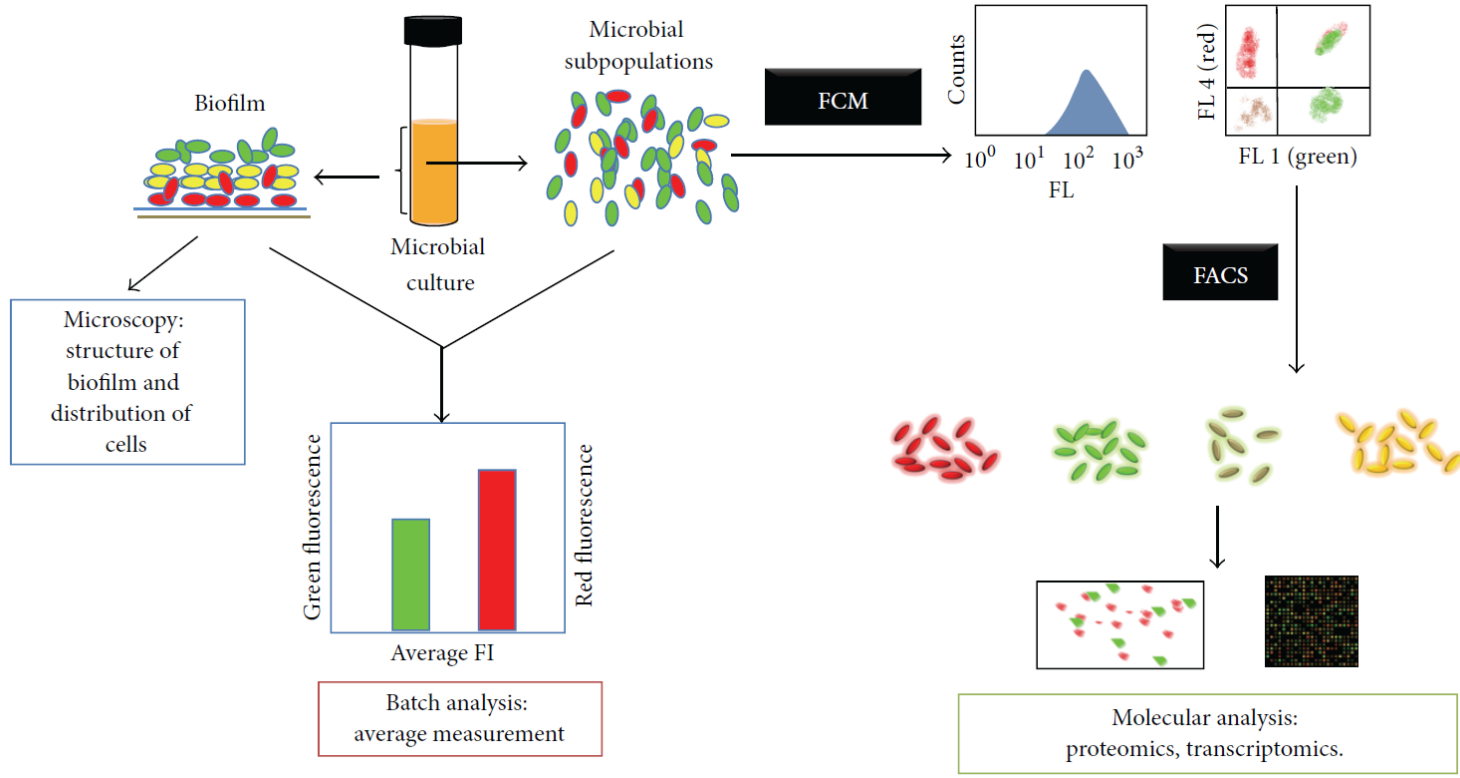 Biofilm
Microbial
culture
Microbial
subpopulations
FCM
Counts
10⁰ 10¹ 10² 10³
FL
FL 4 (red)
FL 1 (green)
FACS
Microscopy:
structure of
biofilm and
distribution of
cells
Green fluorescence
Red fluorescence
Average FI
Batch analysis:
average measurement
Molecular analysis:
proteomics, transcriptomics.